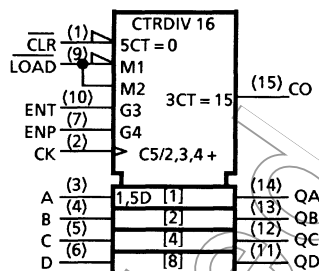 CTRDIV 16
CLR (1) 5CT = 0
LOAD (9) M1
M2
3CT = 15 (15) CO
ENT (10) G3
ENP (7) G4
CK (2) C5/2,3,4 +
A (3) 1,5D [1] (14) QA
B (4) [2] (13) QB
C (5) [4] (12) QC
D (6) [8] (11) QD